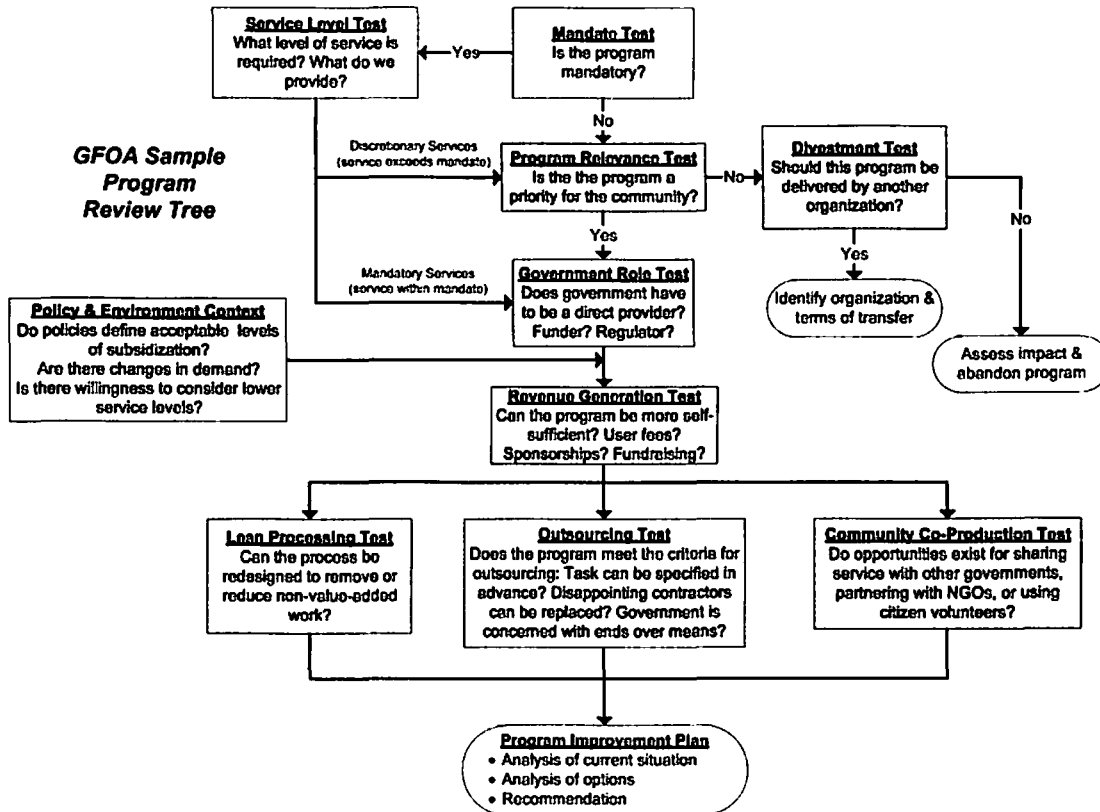 Service Level Test
What level of service is
required? What do we
provide?
Yes
Mandate Test
Is the program
mandatory?
No
GFOA Sample
Program
Review Tree
Discretionary Services
(service exceeds mandate)
Program Relevance Test
Is the the program a
priority for the community?
No
Divestment Test
Should this program be
delivered by another
organization?
No
Yes
Yes
Mandatory Services
(service within mandate)
Government Role Test
Does government have
to be a direct provider?
Funder? Regulator?
Identify organization &
terms of transfer
Assess impact &
abandon program
Policy & Environment Context
Do policies define acceptable levels
of subsidization?
Are there changes in demand?
Is there willingness to consider lower
service levels?
Revenue Generation Test
Can the program be more self-
sufficient? User fees?
Sponsorships? Fundraising?
Lean Processing Test
Can the process be
redesigned to remove or
reduce non-value-added
work?
Outsourcing Test
Does the program meet the criteria for
outsourcing: Task can be specified in
advance? Disappointing contractors
can be replaced? Government is
concerned with ends over means?
Community Co-Production Test
Do opportunities exist for sharing
service with other governments,
partnering with NGOs, or using
citizen volunteers?
Program Improvement Plan
• Analysis of current situation
• Analysis of options
• Recommendation